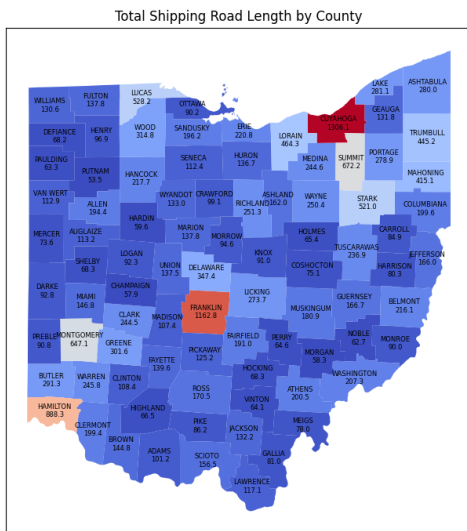 Total Shipping Road Length by County
WILLIAMS
130.6
FULTON
137.8
LUCAS
528.2
OTTAWA
90.2
LAKE
281.1
ASHTABULA
280.0
DEFIANCE
68.2
HENRY
96.9
WOOD
314.8
SANDUSKY
196.2
ERIE
220.8
LORAIN
464.3
CUYAHOGA
1306.1
GEAUGA
131.8
TRUMBULL
445.2
PAULDING
63.3
PUTNAM
53.5
HANCOCK
217.7
SENECA
112.4
HURON
136.7
MEDINA
244.6
SUMMIT
672.2
PORTAGE
278.9
MAHONING
415.1
VAN WERT
112.9
ALLEN
194.4
WYANDOT
133.0
CRAWFORD
99.1
RICHLAND
251.3
ASHLAND
162.0
WAYNE
250.4
STARK
521.0
COLUMBIANA
199.6
MERCER
73.6
AUGLAIZE
113.2
HARDIN
59.6
MARION
137.8
MORROW
94.6
HOLMES
65.4
TUSCARAWAS
236.9
CARROLL
84.9
JEFFERSON
166.0
SHELBY
68.3
LOGAN
92.3
UNION
137.5
DELAWARE
347.4
KNOX
91.0
COSHOCTON
75.1
HARRISON
80.3
DARKE
92.8
MIAMI
146.8
CHAMPAIGN
57.9
FRANKLIN
1162.8
LICKING
273.7
MUSKINGUM
180.9
GUERNSEY
166.7
BELMONT
216.1
PREBLE
90.8
MONTGOMERY
647.1
CLARK
244.5
GREENE
301.6
MADISON
107.4
PICKAWAY
125.2
FAIRFIELD
191.0
PERRY
64.6
MORGAN
58.3
NOBLE
62.7
MONROE
90.0
BUTLER
291.3
WARREN
245.8
CLINTON
108.4
FAYETTE
139.6
ROSS
170.5
HOCKING
68.3
ATHENS
200.5
WASHINGTON
207.3
HAMILTON
888.3
CLERMONT
199.4
HIGHLAND
66.5
VINTON
64.1
MEIGS
78.0
BROWN
144.8
ADAMS
101.2
PIKE
86.2
JACKSON
132.2
GALLIA
81.0
SCIOTO
156.5
LAWRENCE
117.1